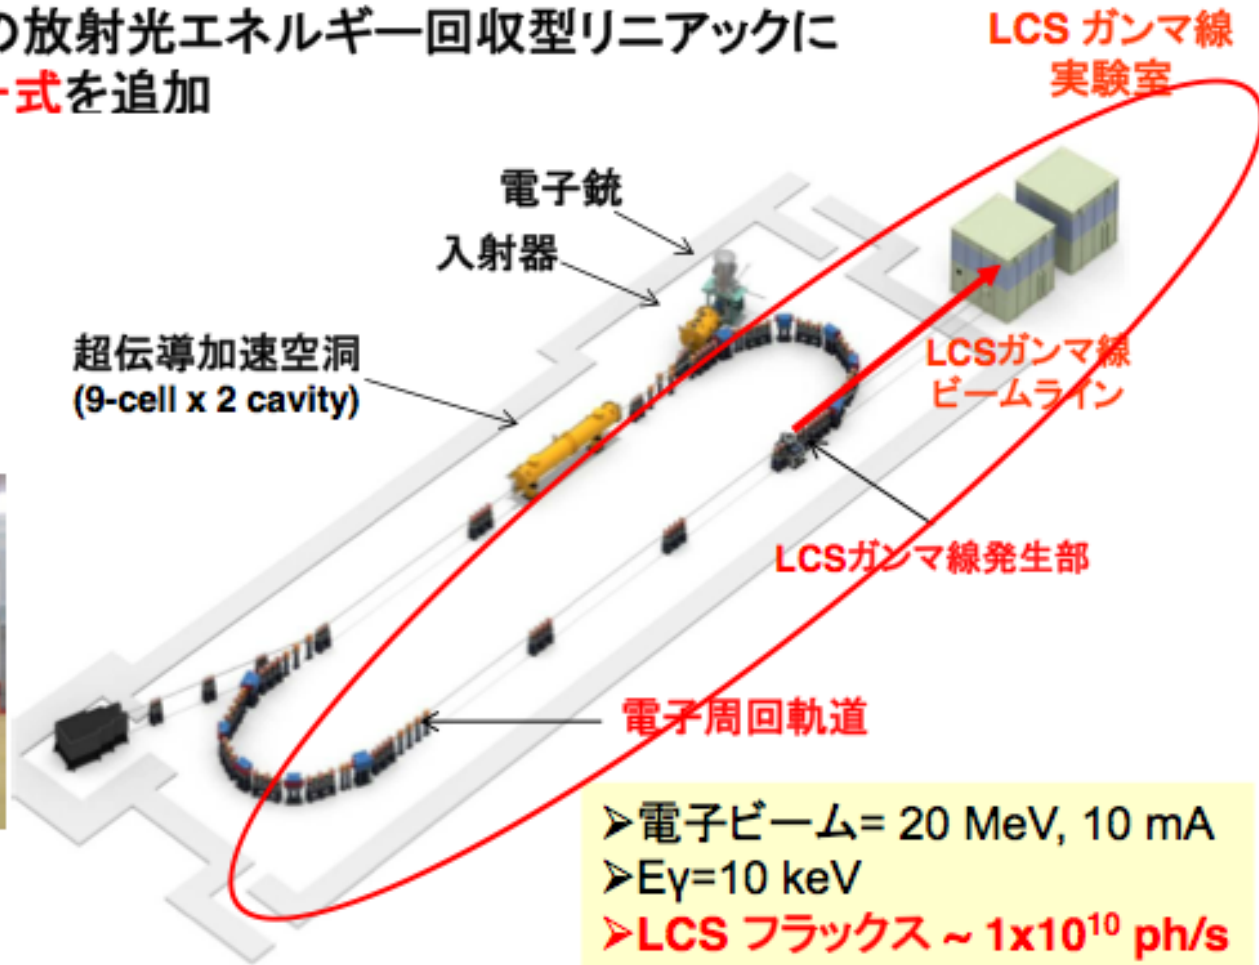 の放射光エネルギー回収型リニアックに
一式を追加
LCS ガンマ線
実験室
電子銃
入射器
超伝導加速空洞
(9-cell x 2 cavity)
LCSガンマ線
ビームライン
LCSガンマ線発生部
電子周回軌道
➤電子ビーム= 20 MeV, 10 mA
➤Eγ=10 keV
➤LCS フラックス ~ 1x10¹⁰ ph/s